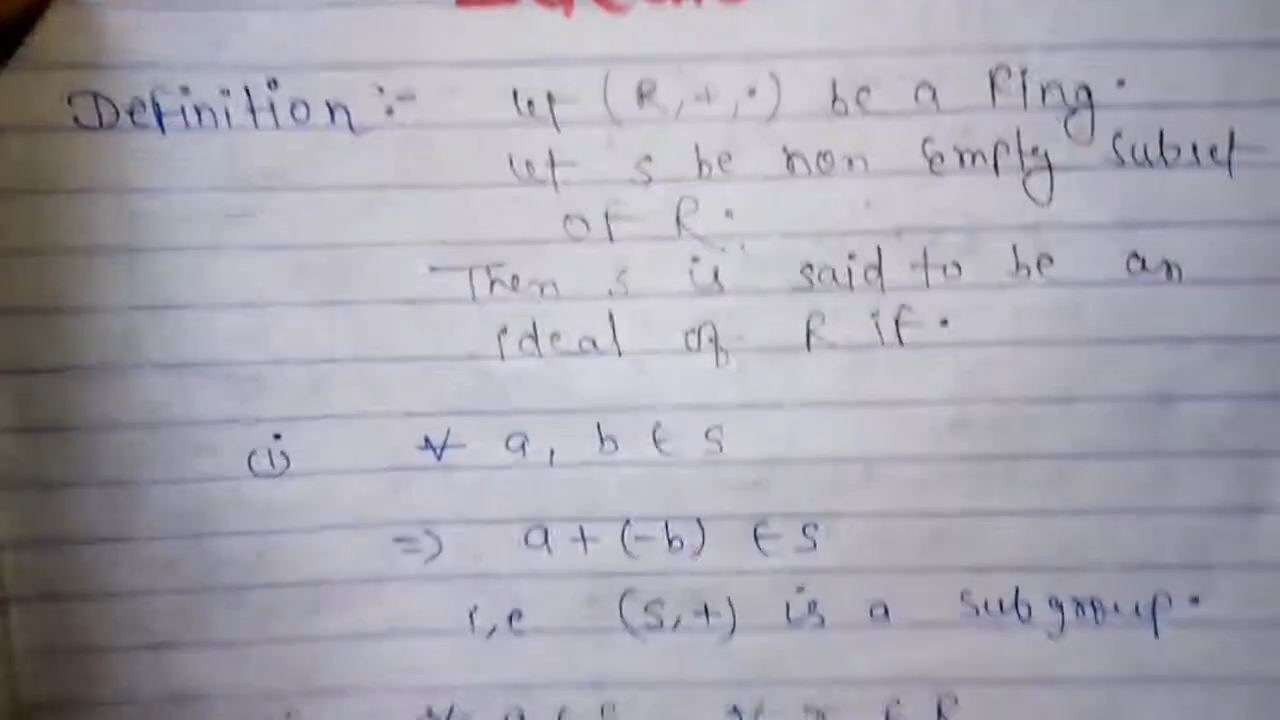 Definition :- let (R, +, ·) be a Ring.
let s be non Empty subset
of R.
Then s is said to be an
ideal of R if.
(i) ∀ a, b ∈ S
=> a + (-b) ∈ S
i,e (S, +) is a subgroup.